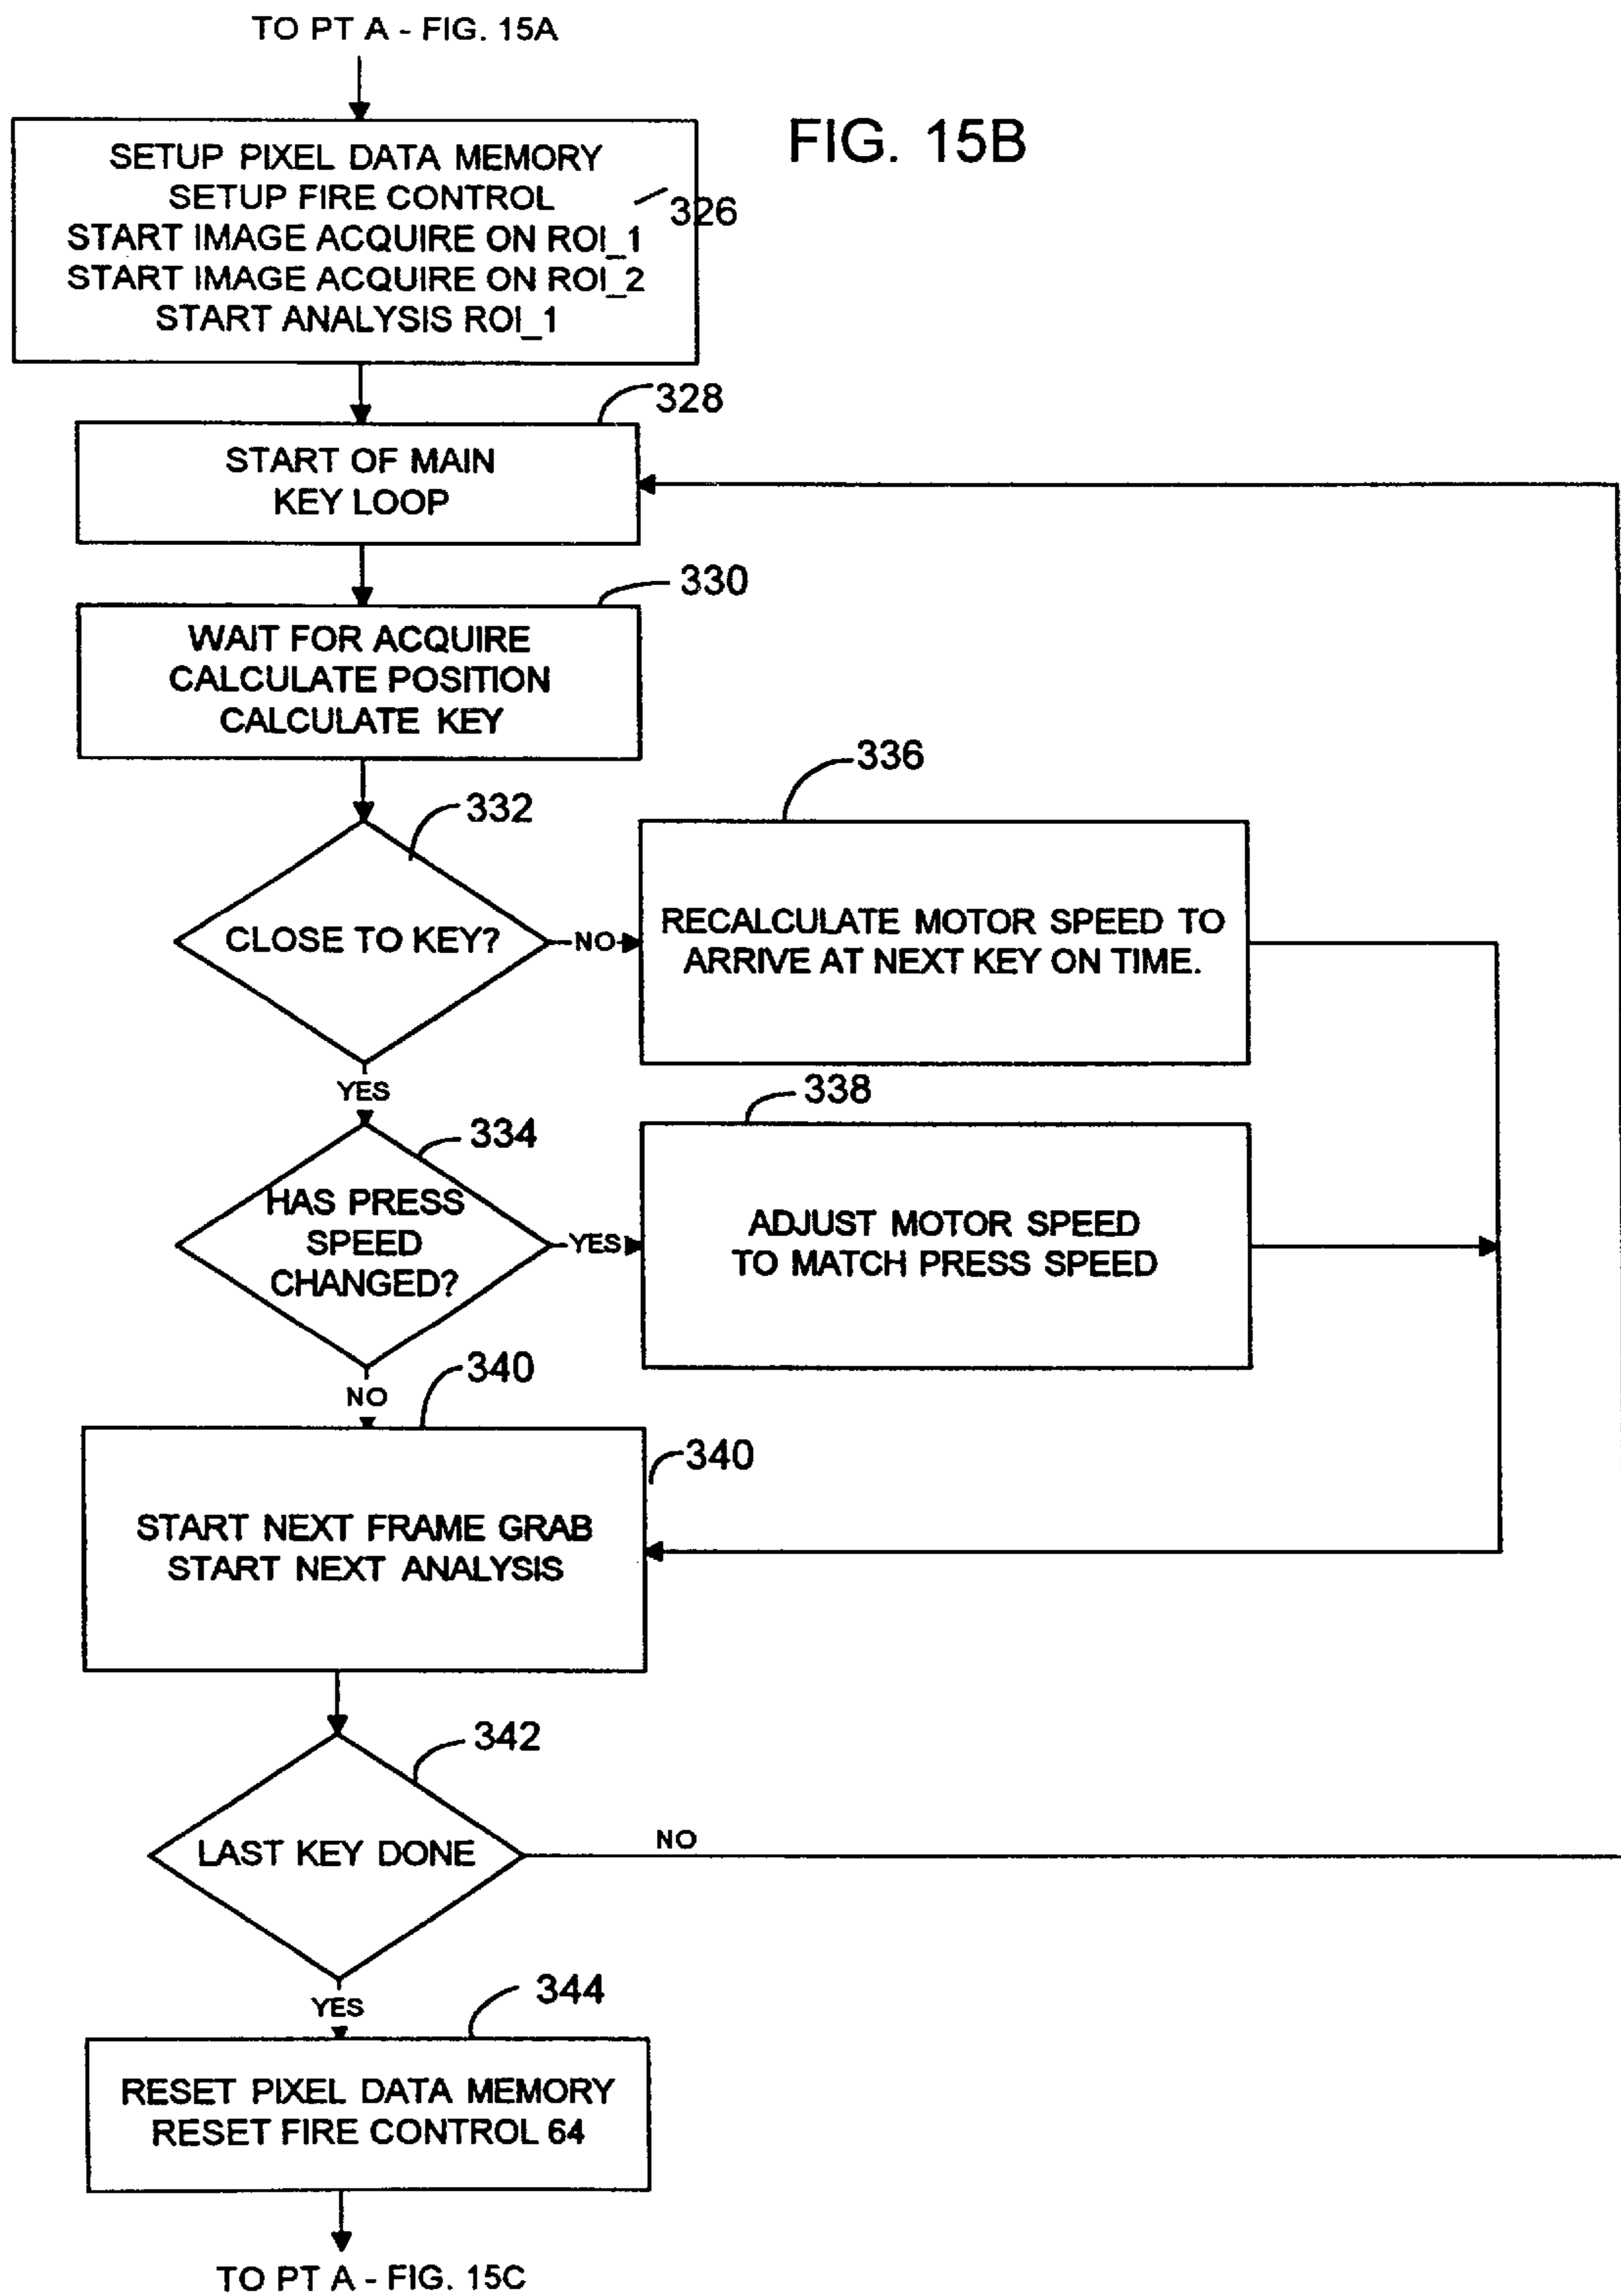 TO PT A - FIG. 15A
FIG. 15B
SETUP PIXEL DATA MEMORY
SETUP FIRE CONTROL
326
START IMAGE ACQUIRE ON ROI_1
START IMAGE ACQUIRE ON ROI_2
START ANALYSIS ROI_1
328
START OF MAIN
KEY LOOP
330
WAIT FOR ACQUIRE
CALCULATE POSITION
CALCULATE KEY
332
CLOSE TO KEY?
NO
336
RECALCULATE MOTOR SPEED TO
ARRIVE AT NEXT KEY ON TIME.
YES
334
HAS PRESS
SPEED
CHANGED?
YES
338
ADJUST MOTOR SPEED
TO MATCH PRESS SPEED
NO
340
340
START NEXT FRAME GRAB
START NEXT ANALYSIS
342
LAST KEY DONE
NO
YES
344
RESET PIXEL DATA MEMORY
RESET FIRE CONTROL 64
TO PT A - FIG. 15C